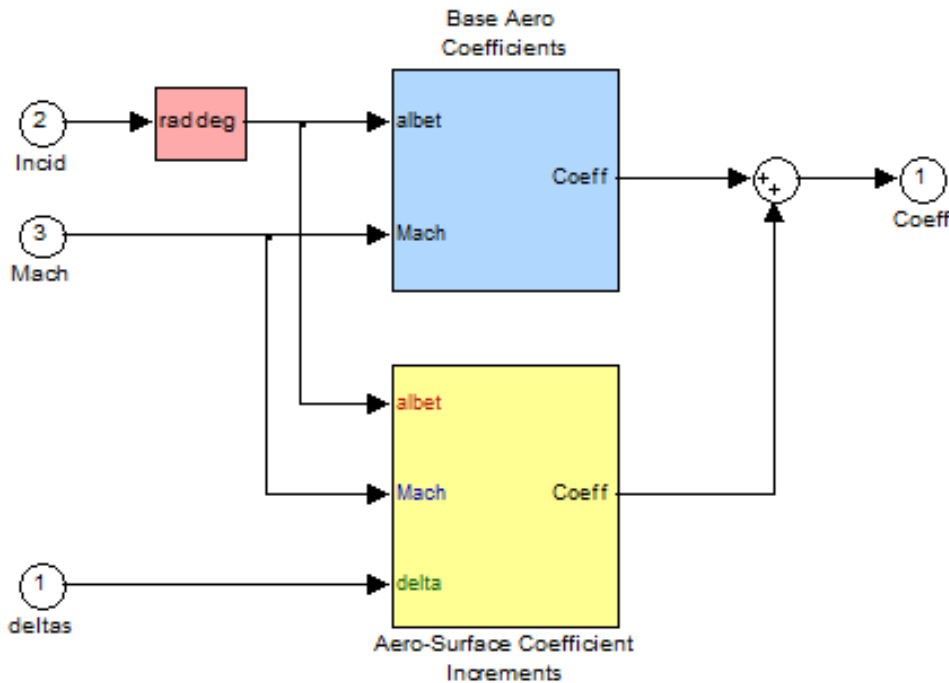 Base Aero
Coefficients
2
rad deg
albet
Incid
Coeff
1
3
Mach
Coeff
Mach
albet
Mach
Coeff
1
delta
deltas
Aero-Surface Coefficient
Increments